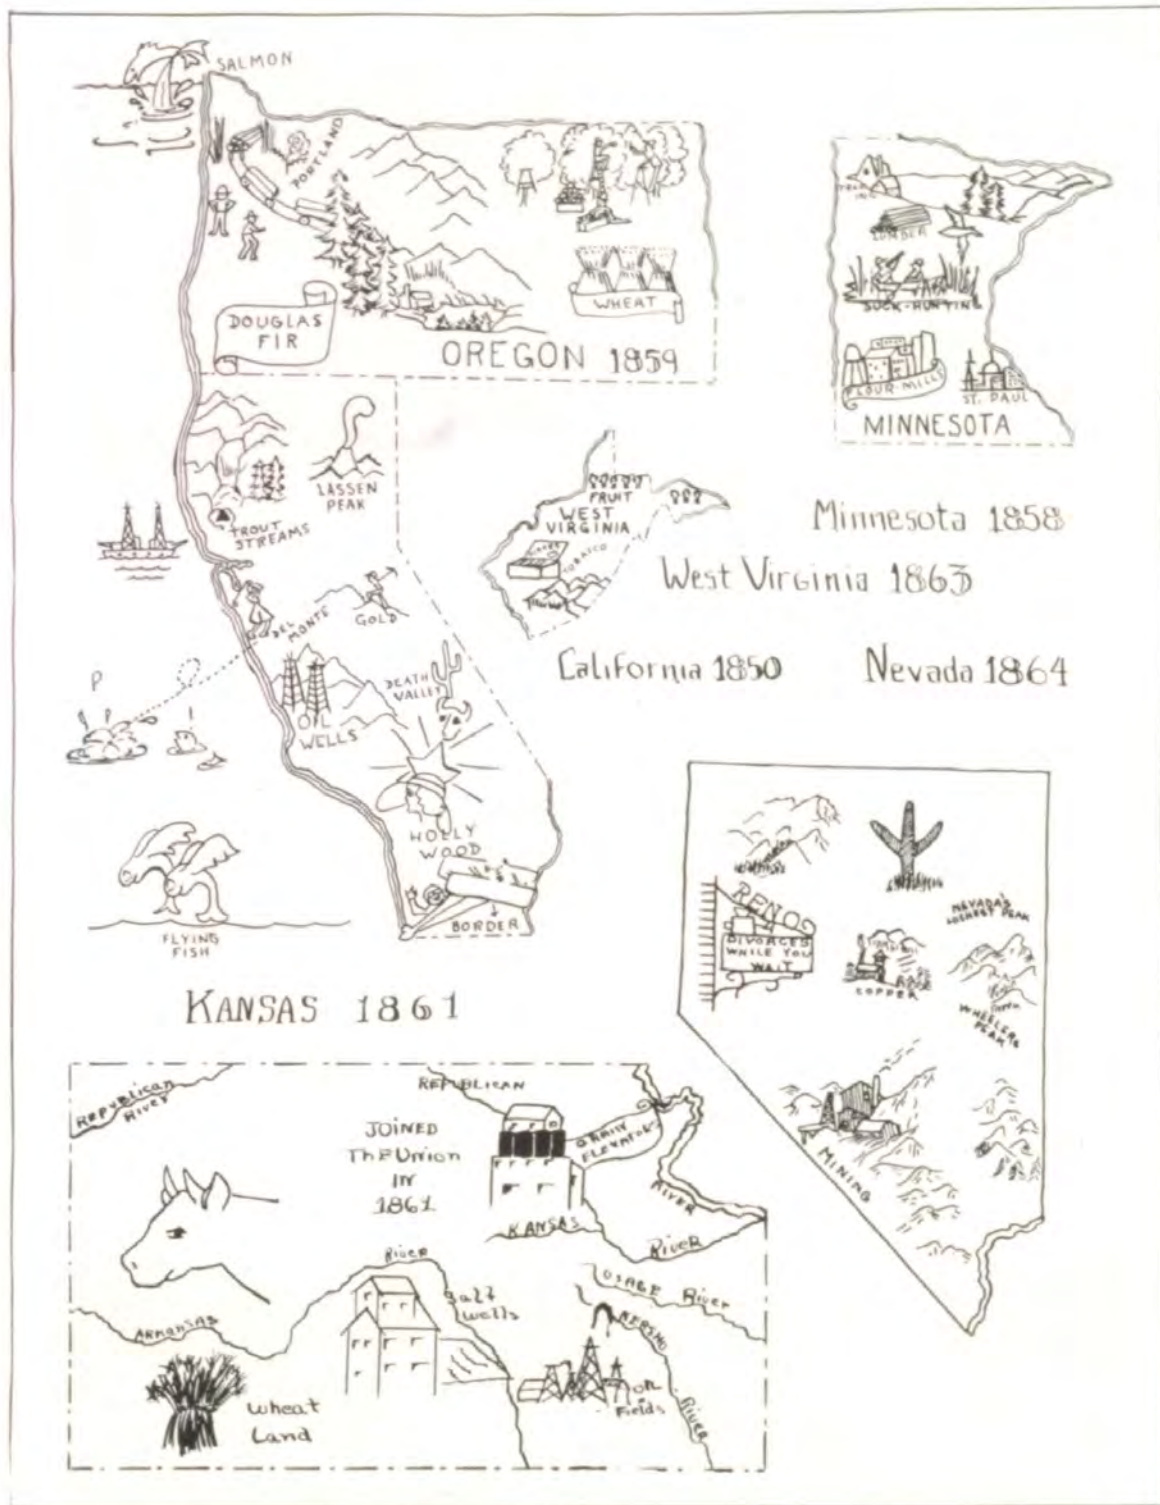 SALMON
PORTLAND
WHEAT
DOUGLAS
FIR
OREGON 1859
LUMBER
DUCK-HUNTING
FLOUR-MILLS
ST. PAUL
MINNESOTA
LASSEN
PEAK
TROUT
STREAMS
FRUIT
WEST
VIRGINIA
TOBACCO
Minnesota 1858
West Virginia 1863
California 1850
Nevada 1864
DEL
MONTE
GOLD
DEATH
VALLEY
OIL
WELLS
HOLLY
WOOD
BORDER
FLYING
FISH
RENOS
DIVORCES
WHILE YOU
WAIT
COPPER
NEVADA'S
HIGHEST PEAK
WHEELERS
PEAK
MINING
KANSAS 1861
REPUBLICAN
River
REPUBLICAN
JOINED
THE Union
IN
1861
GRAIN
ELEVATORS
RIVER
KANSAS
River
River
OSAGE River
Salt
Wells
ARKANSAS
River
Wheat
Land
OIL
Fields